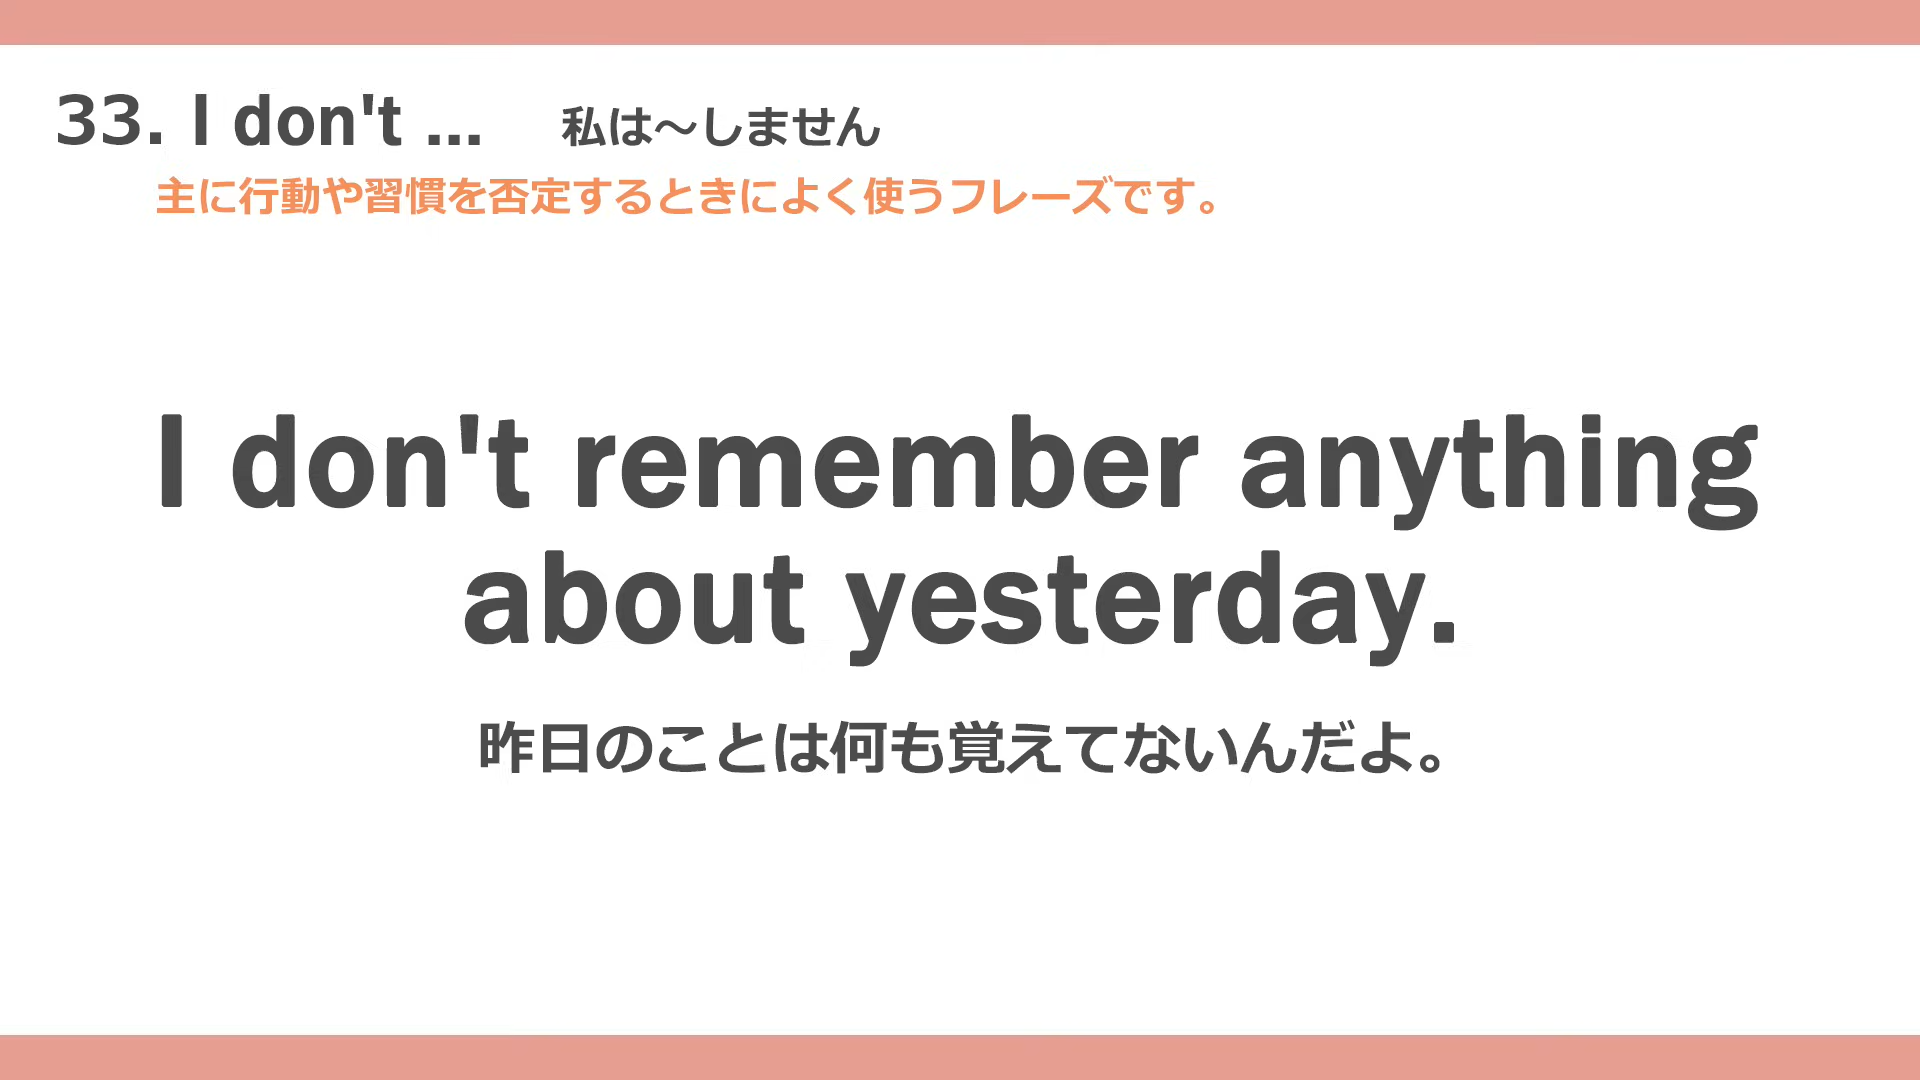 33. I don't ... 私は～しません
主に行動や習慣を否定するときによく使うフレーズです。
I don't remember anything
about yesterday.
昨日のことは何も覚えてないんだよ。